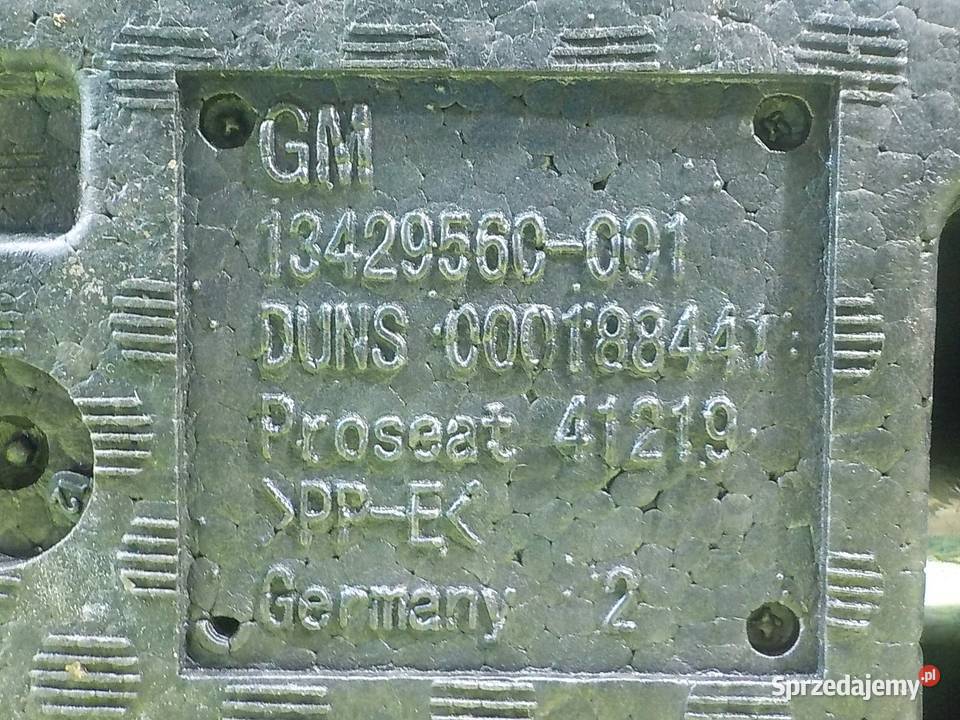 GM
13429560-001
DUNS 000188441
Proseat 41219
>PP-E<
Germany 2
Sprzedajemy.pl